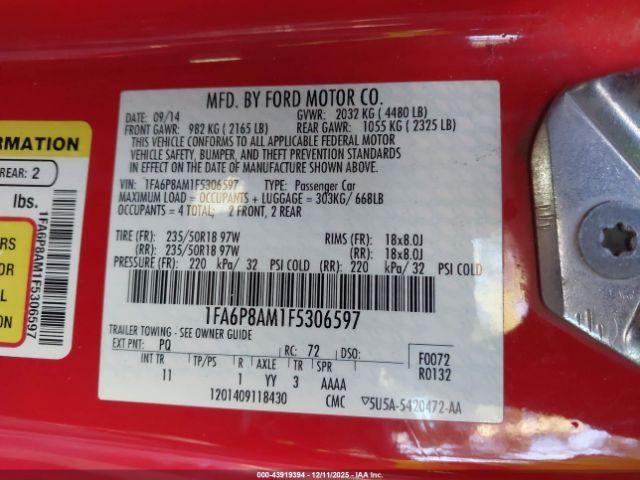 MFD. BY FORD MOTOR CO.
DATE: 09/14 GVWR: 2032 KG ( 4480 LB)
FRONT GAWR: 982 KG ( 2165 LB) REAR GAWR: 1055 KG ( 2325 LB)
THIS VEHICLE CONFORMS TO ALL APPLICABLE FEDERAL MOTOR
VEHICLE SAFETY, BUMPER, AND THEFT PREVENTION STANDARDS
IN EFFECT ON THE DATE OF MANUFACTURE SHOWN ABOVE.
VIN: 1FA6P8AM1F5306597 TYPE: Passenger Car
MAXIMUM LOAD = OCCUPANTS + LUGGAGE = 303KG/ 668LB
OCCUPANTS = 4 TOTAL; 2 FRONT, 2 REAR
TIRE (FR): 235/50R18 97W RIMS (FR): 18x8.0J
(RR): 235/50R18 97W (RR): 18x8.0J
PRESSURE (FR): 220 kPa/ 32 PSI COLD (RR): 220 kPa/ 32 PSI COLD
1FA6P8AM1F5306597
TRAILER TOWING - SEE OWNER GUIDE
EXT PNT: PQ RC: 72 DSO: F0072
INT TR TP/PS R AXLE TR SPR R0132
11 1 YY 3 AAAA
1201409118430 CMC ▽5U5A-5420472-AA
ORMATION
REAR: 2
lbs.
1FA6P8AM1F5306597
000-43919394 - 12/11/2025 - IAAI.com